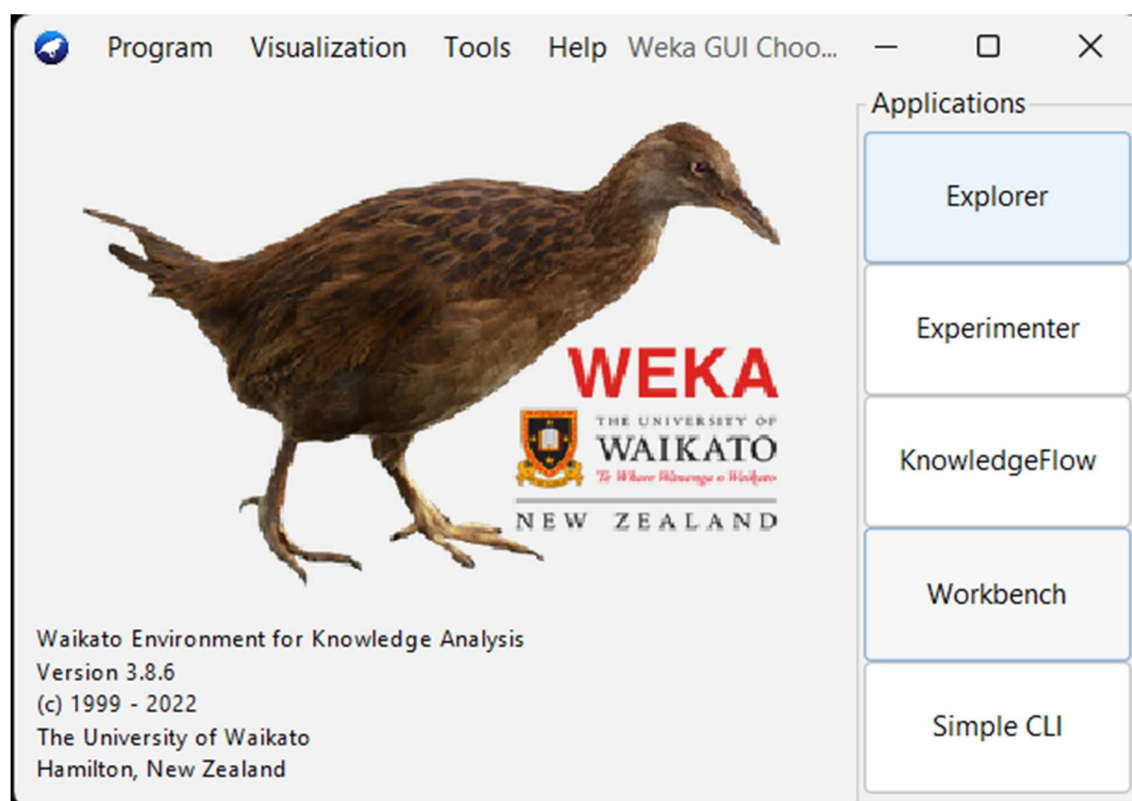 Program Visualization Tools Help Weka GUI Choo...
Applications
Explorer
Experimenter
KnowledgeFlow
Workbench
Simple CLI
WEKA
THE UNIVERSITY OF
WAIKATO
Te Whare Wānanga o Waikato
NEW ZEALAND
Waikato Environment for Knowledge Analysis
Version 3.8.6
(c) 1999 - 2022
The University of Waikato
Hamilton, New Zealand